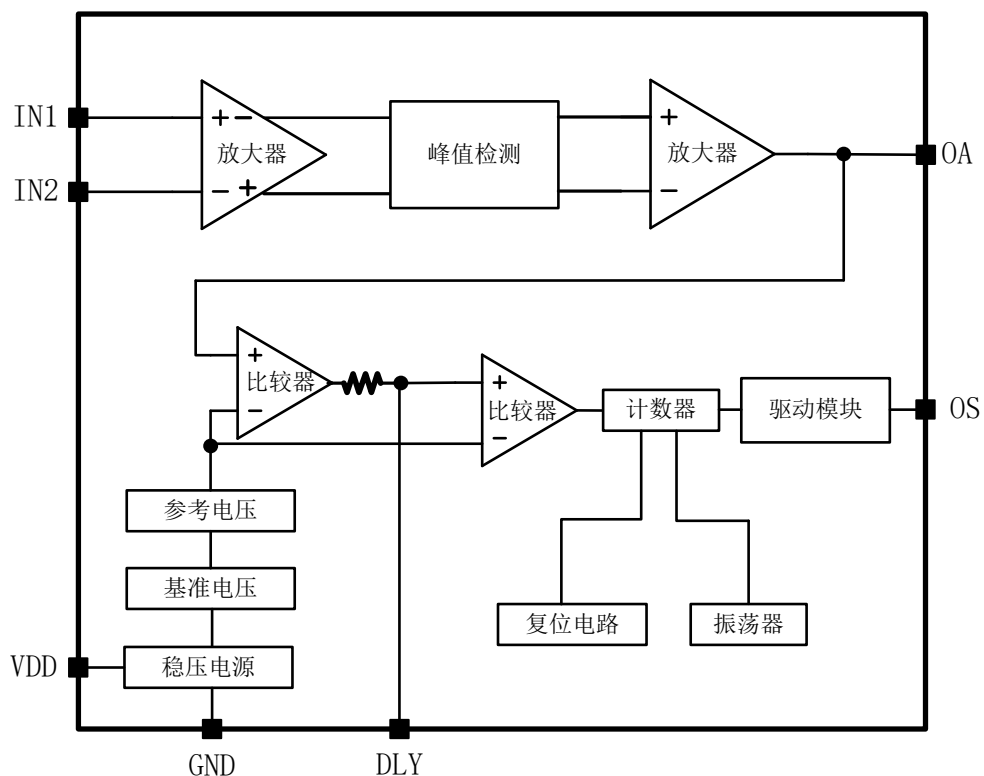 IN1
+
−
放大器
峰值检测
+
放大器
OA
IN2
−
+
−
+
比较器
−
+
比较器
−
计数器
驱动模块
OS
参考电压
基准电压
复位电路
振荡器
VDD
稳压电源
GND
DLY